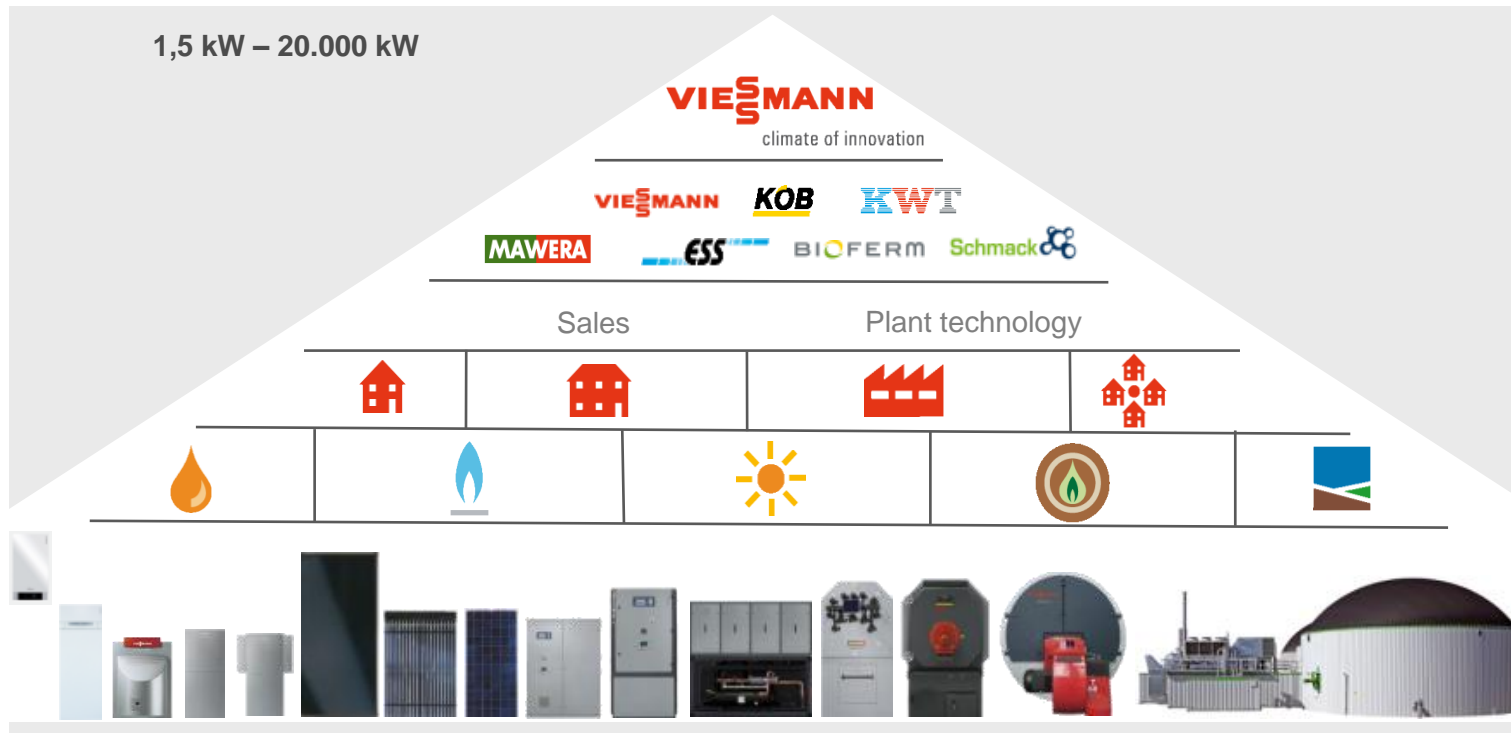 1,5 kW – 20.000 kW
VIESSMANN
climate of innovation
VIESSMANN KÖB KWT
MAWERA ESS BIOFERM Schmack
Sales Plant technology